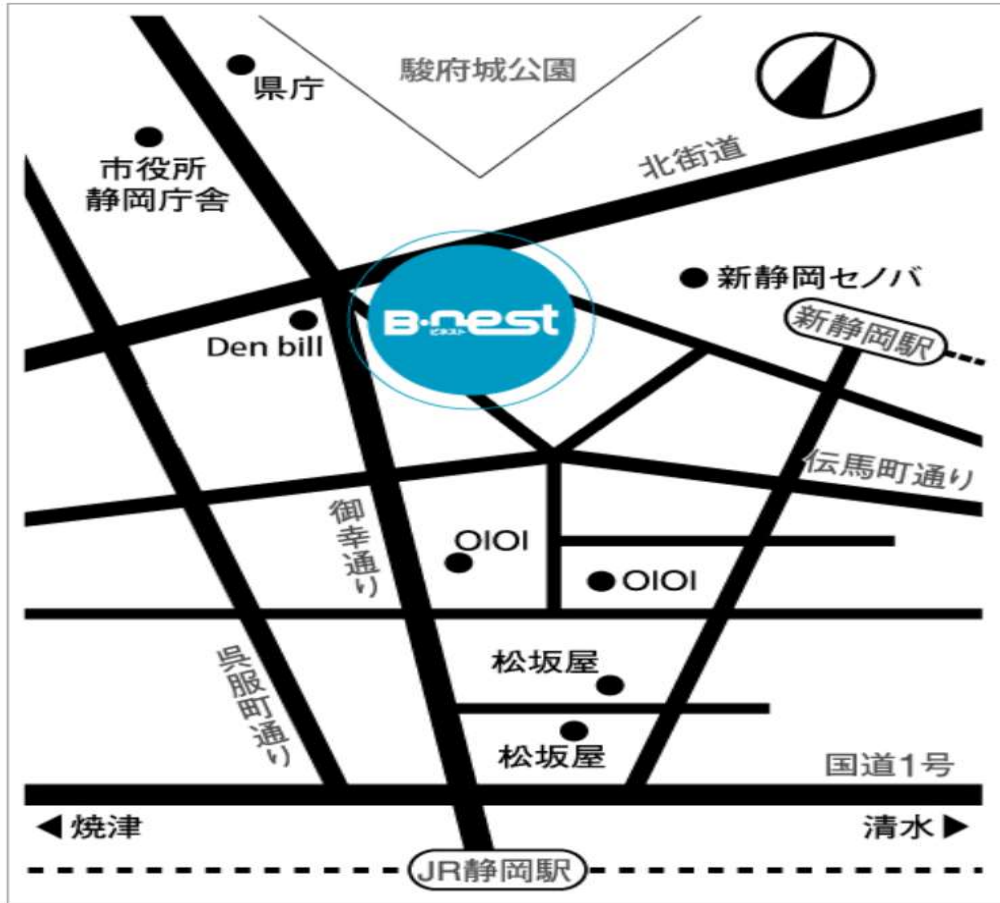 県庁
駿府城公園
市役所
静岡庁舎
北街道
新静岡セノバ
新静岡駅
B・nest
ビネスト
Den bill
伝馬町通り
御幸通り
OIOI
OIOI
呉服町通り
松坂屋
松坂屋
国道1号
◀焼津
清水▶
JR静岡駅